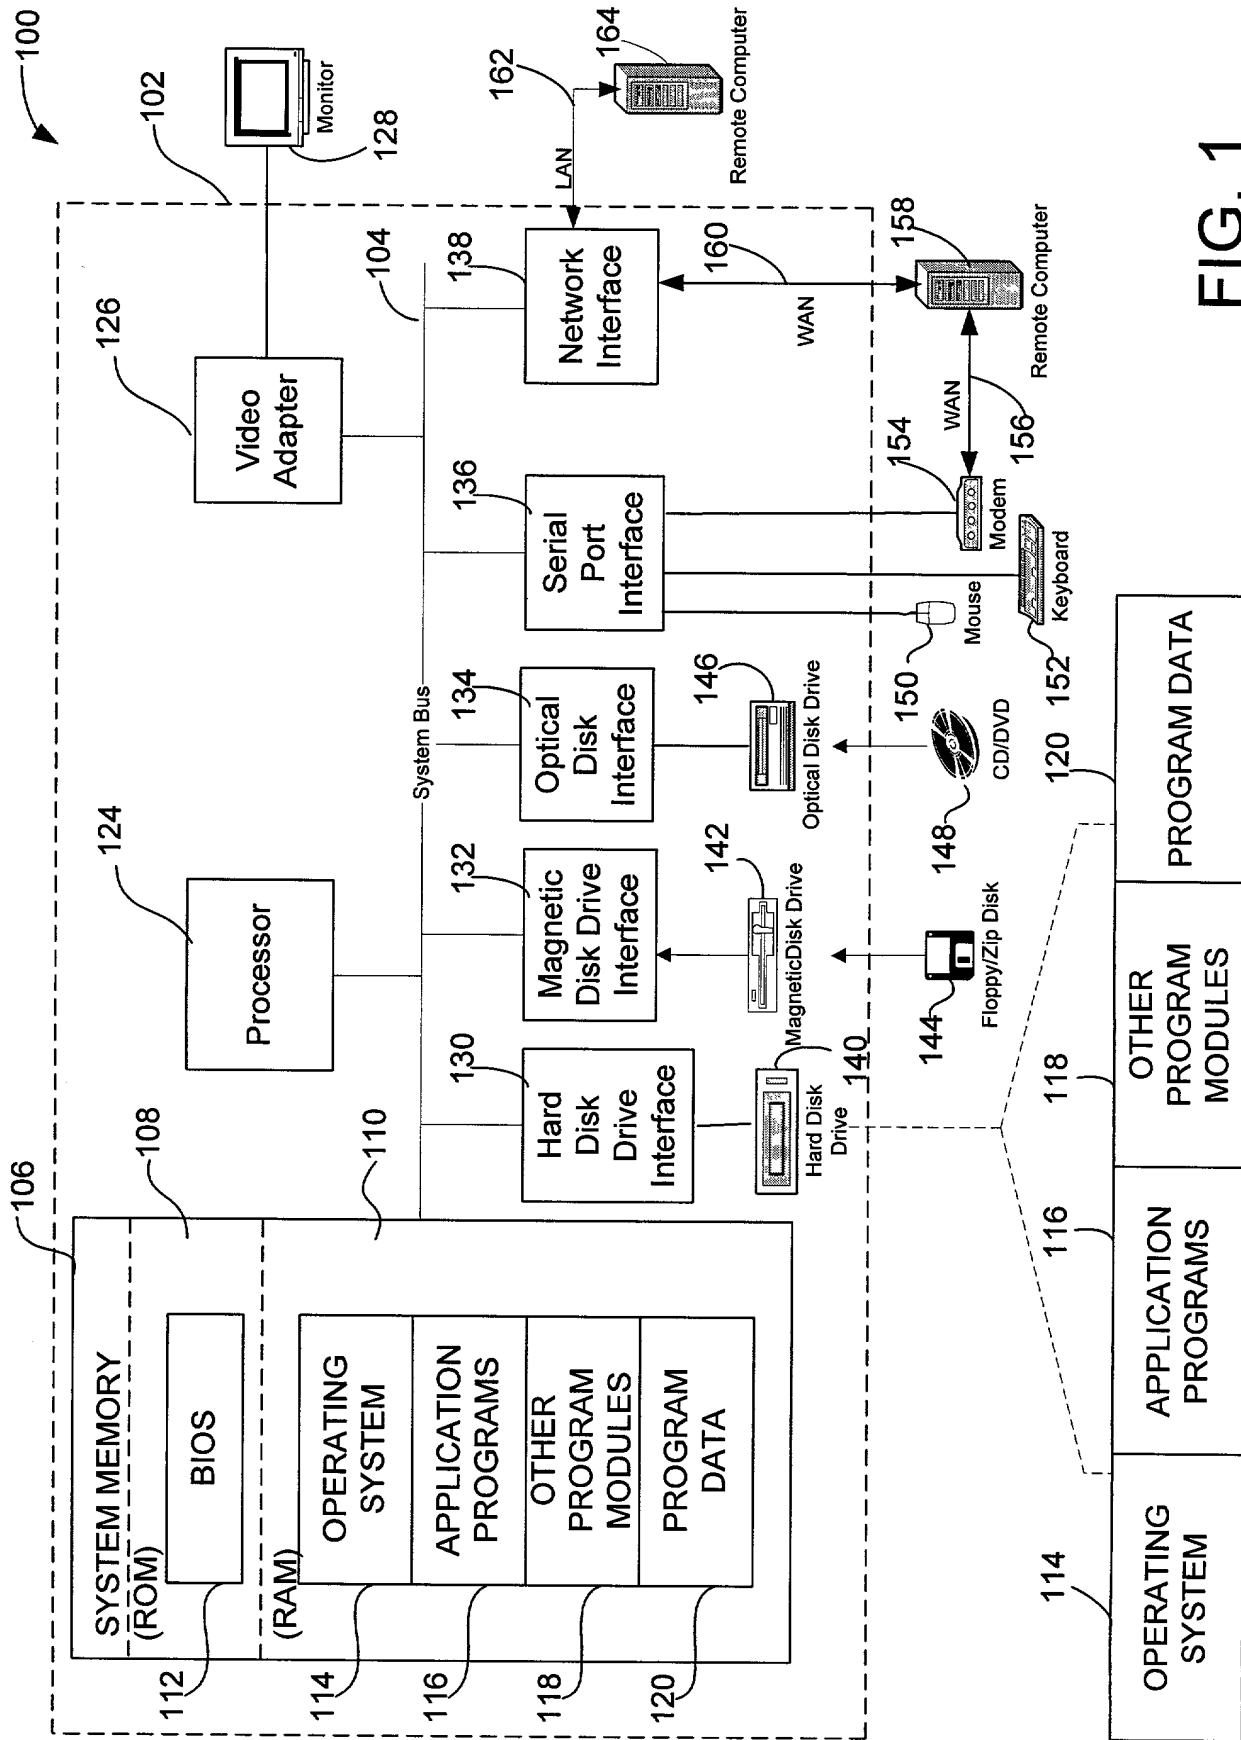 100
102
106
SYSTEM MEMORY
(ROM)
108
BIOS
112
(RAM)
110
OPERATING
SYSTEM
114
APPLICATION
PROGRAMS
116
OTHER
PROGRAM
MODULES
118
PROGRAM
DATA
120
124
Processor
126
Video
Adapter
Monitor
128
System Bus
104
130
Hard
Disk
Drive
Interface
132
Magnetic
Disk Drive
Interface
134
Optical
Disk
Interface
136
Serial
Port
Interface
138
Network
Interface
LAN
162
164
Remote Computer
Hard Disk
Drive
140
MagneticDisk Drive
142
Optical Disk Drive
146
144
Floppy/Zip Disk
148
CD/DVD
150
Mouse
152
Keyboard
154
Modem
WAN
156
WAN
160
158
Remote Computer
114
OPERATING
SYSTEM
116
APPLICATION
PROGRAMS
118
OTHER
PROGRAM
MODULES
120
PROGRAM DATA
FIG. 1